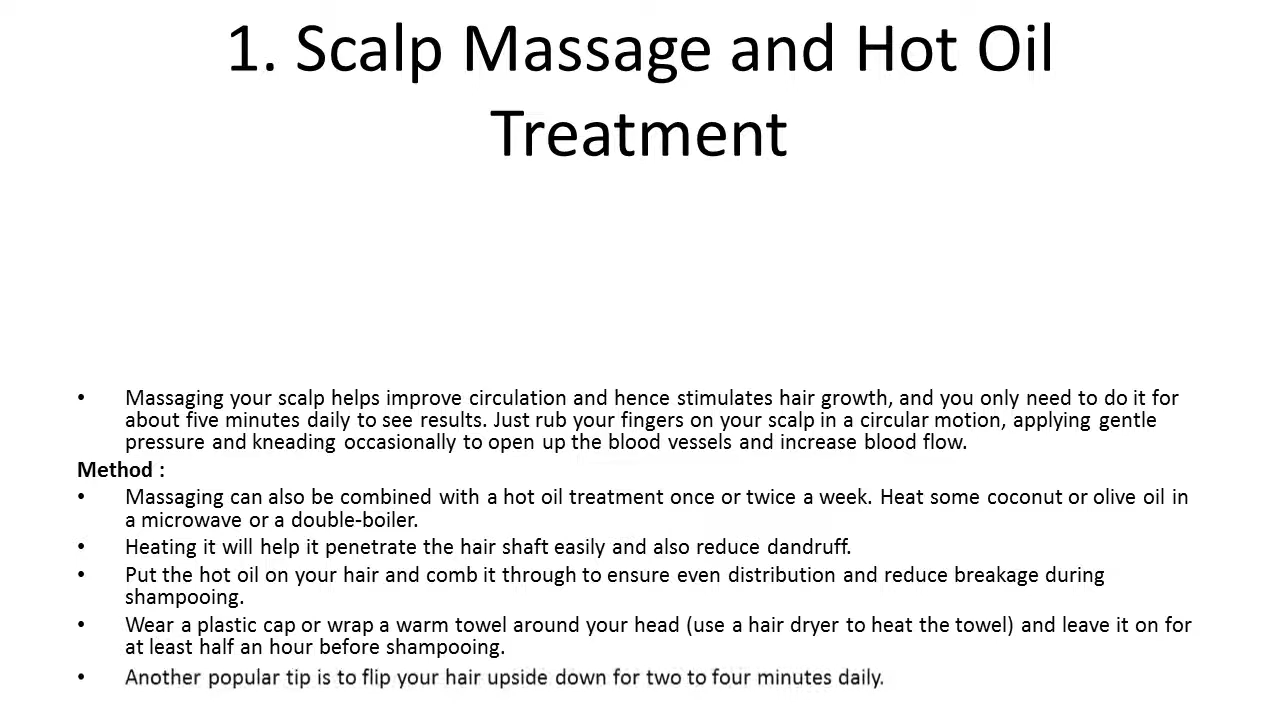 1. Scalp Massage and Hot Oil
Treatment
• Massaging your scalp helps improve circulation and hence stimulates hair growth, and you only need to do it for
about five minutes daily to see results. Just rub your fingers on your scalp in a circular motion, applying gentle
pressure and kneading occasionally to open up the blood vessels and increase blood flow.
Method :
• Massaging can also be combined with a hot oil treatment once or twice a week. Heat some coconut or olive oil in
a microwave or a double-boiler.
• Heating it will help it penetrate the hair shaft easily and also reduce dandruff.
• Put the hot oil on your hair and comb it through to ensure even distribution and reduce breakage during
shampooing.
• Wear a plastic cap or wrap a warm towel around your head (use a hair dryer to heat the towel) and leave it on for
at least half an hour before shampooing.
• Another popular tip is to flip your hair upside down for two to four minutes daily.